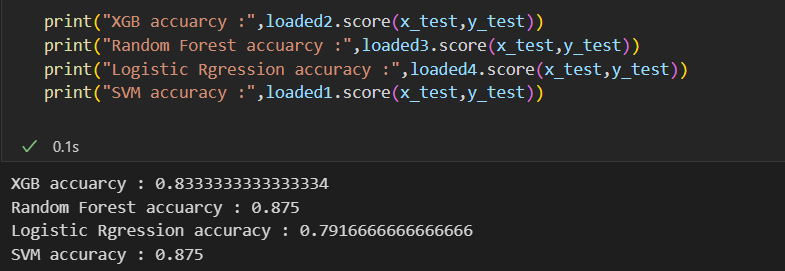 print("XGB accuarcy :",loaded2.score(x_test,y_test))
print("Random Forest accuarcy :",loaded3.score(x_test,y_test))
print("Logistic Rgression accuracy :",loaded4.score(x_test,y_test))
print("SVM accuracy :",loaded1.score(x_test,y_test))
0.1s
XGB accuarcy : 0.8333333333333334
Random Forest accuarcy : 0.875
Logistic Rgression accuracy : 0.7916666666666666
SVM accuracy : 0.875